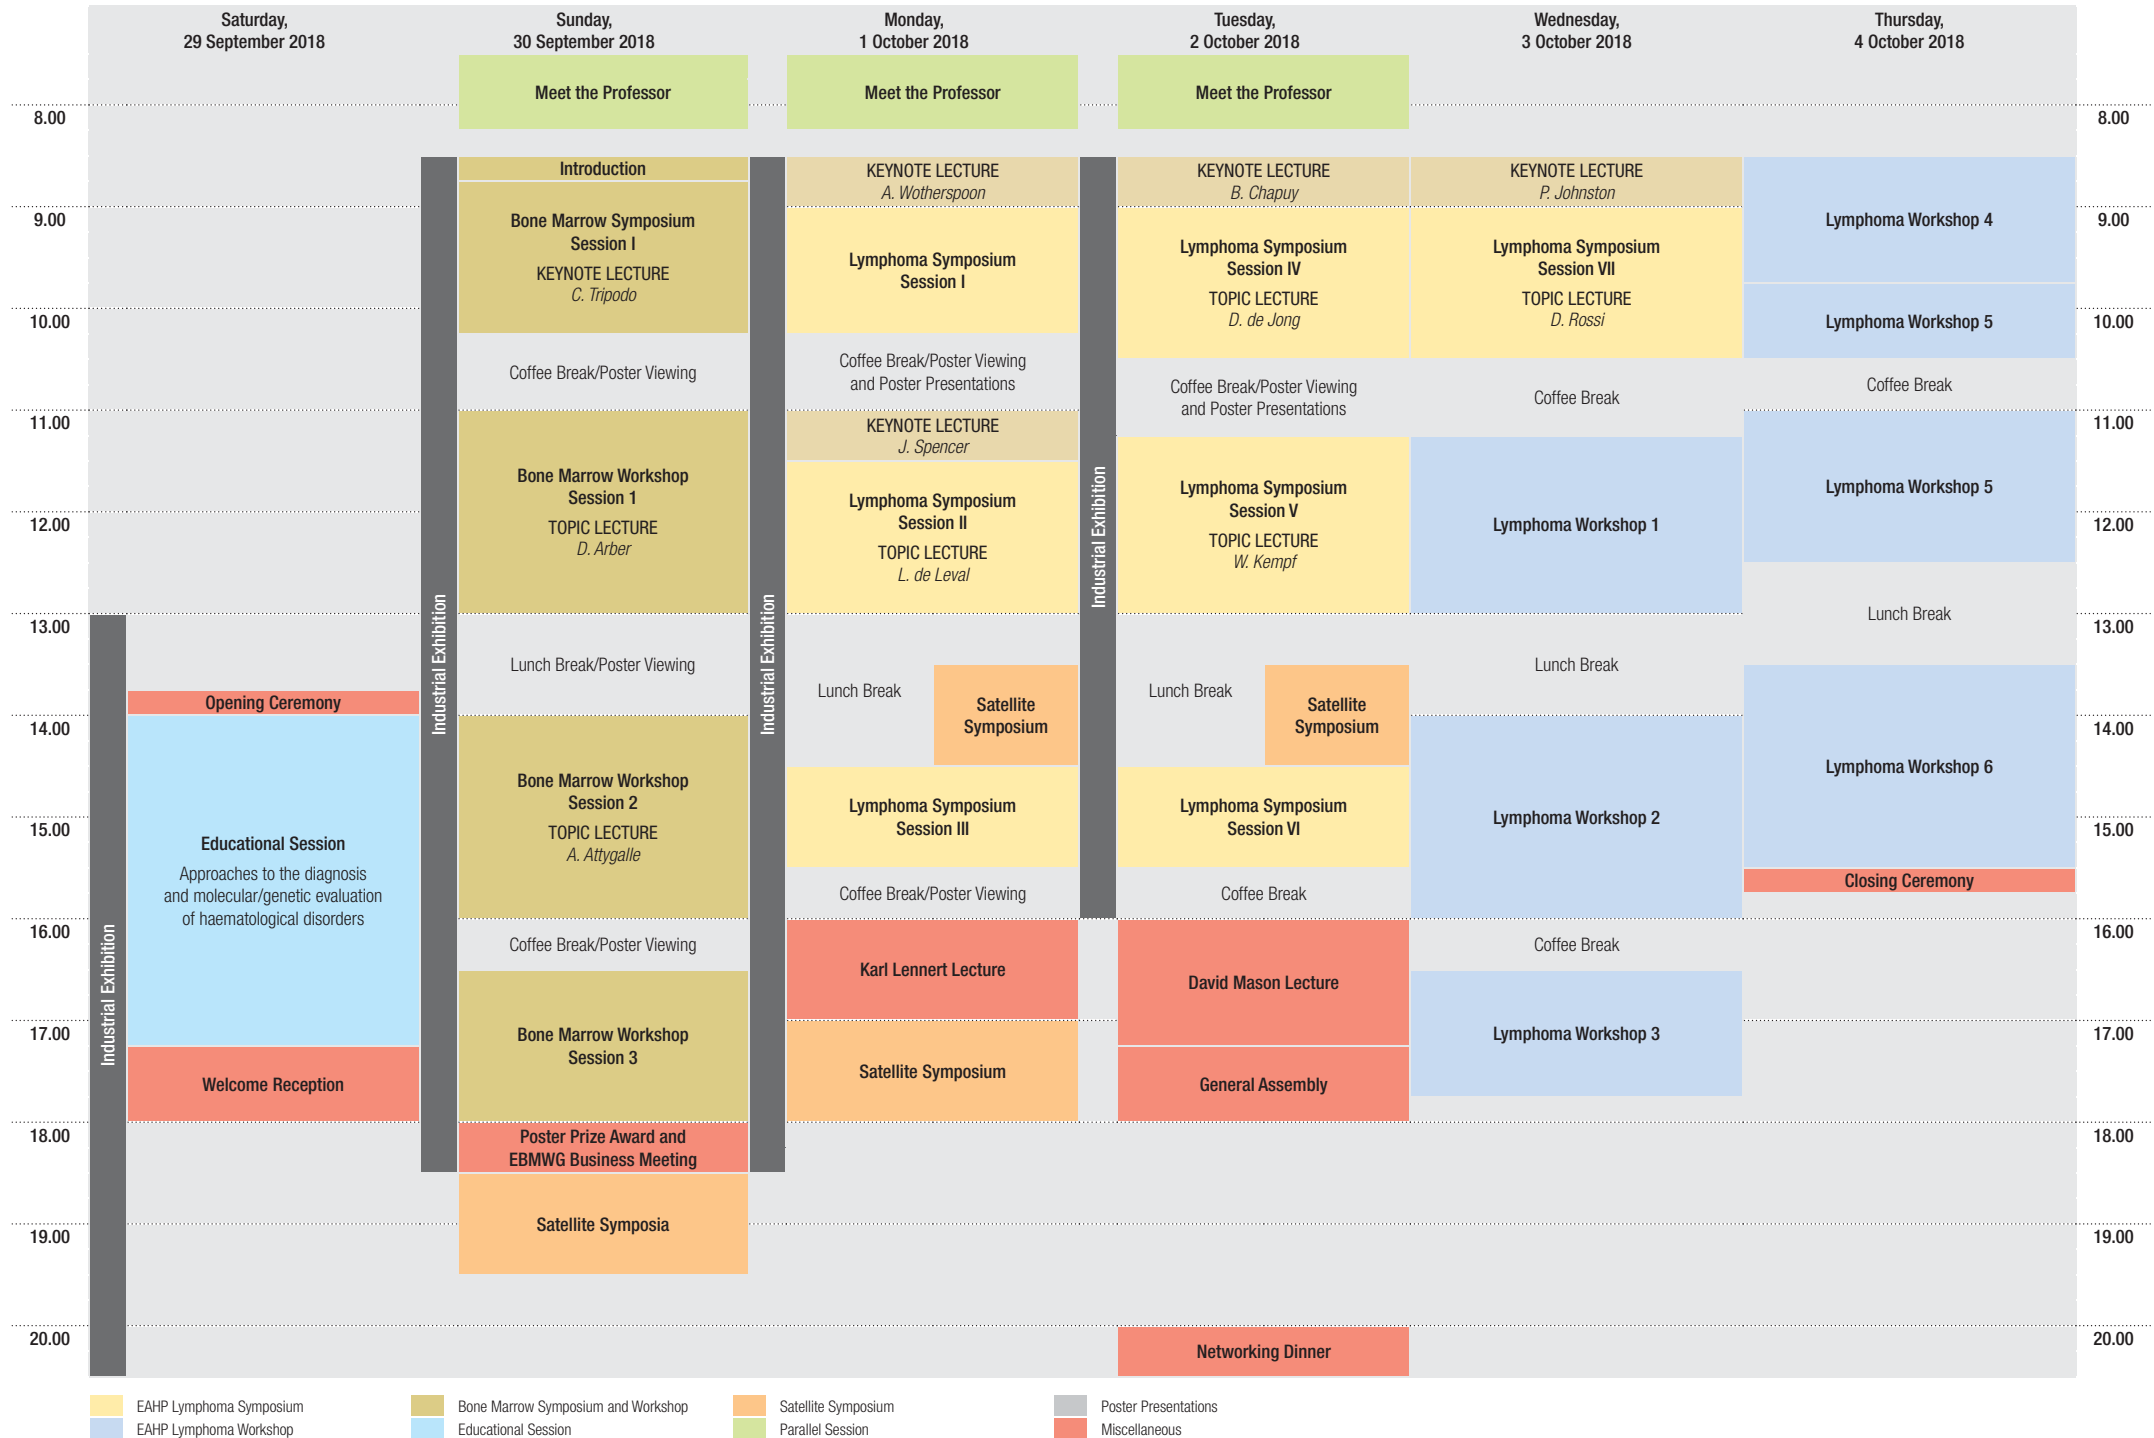 Saturday,
29 September 2018
Sunday,
30 September 2018
Monday,
1 October 2018
Tuesday,
2 October 2018
Wednesday,
3 October 2018
Thursday,
4 October 2018
8.00
9.00
10.00
11.00
12.00
13.00
14.00
15.00
16.00
17.00
18.00
19.00
20.00
Industrial Exhibition
Opening Ceremony
Educational Session
Approaches to the diagnosis
and molecular/genetic evaluation
of haematological disorders
Welcome Reception
Industrial Exhibition
Meet the Professor
Introduction
Bone Marrow Symposium
Session I
KEYNOTE LECTURE
C. Tripodo
Coffee Break/Poster Viewing
Bone Marrow Workshop
Session 1
TOPIC LECTURE
D. Arber
Lunch Break/Poster Viewing
Bone Marrow Workshop
Session 2
TOPIC LECTURE
A. Attygalle
Coffee Break/Poster Viewing
Bone Marrow Workshop
Session 3
Poster Prize Award and
EBMWG Business Meeting
Satellite Symposia
Industrial Exhibition
Meet the Professor
KEYNOTE LECTURE
A. Wotherspoon
Lymphoma Symposium
Session I
Coffee Break/Poster Viewing
and Poster Presentations
KEYNOTE LECTURE
J. Spencer
Lymphoma Symposium
Session II
TOPIC LECTURE
L. de Leval
Lunch Break
Satellite
Symposium
Lymphoma Symposium
Session III
Coffee Break/Poster Viewing
Karl Lennert Lecture
Satellite Symposium
Industrial Exhibition
Meet the Professor
KEYNOTE LECTURE
B. Chapuy
Lymphoma Symposium
Session IV
TOPIC LECTURE
D. de Jong
Coffee Break/Poster Viewing
and Poster Presentations
Lymphoma Symposium
Session V
TOPIC LECTURE
W. Kempf
Lunch Break
Satellite
Symposium
Lymphoma Symposium
Session VI
Coffee Break
David Mason Lecture
General Assembly
Networking Dinner
KEYNOTE LECTURE
P. Johnston
Lymphoma Symposium
Session VII
TOPIC LECTURE
D. Rossi
Coffee Break
Lymphoma Workshop 1
Lunch Break
Lymphoma Workshop 2
Coffee Break
Lymphoma Workshop 3
Lymphoma Workshop 4
Lymphoma Workshop 5
Coffee Break
Lymphoma Workshop 5
Lunch Break
Lymphoma Workshop 6
Closing Ceremony
8.00
9.00
10.00
11.00
12.00
13.00
14.00
15.00
16.00
17.00
18.00
19.00
20.00
EAHP Lymphoma Symposium
EAHP Lymphoma Workshop
Bone Marrow Symposium and Workshop
Educational Session
Satellite Symposium
Parallel Session
Poster Presentations
Miscellaneous